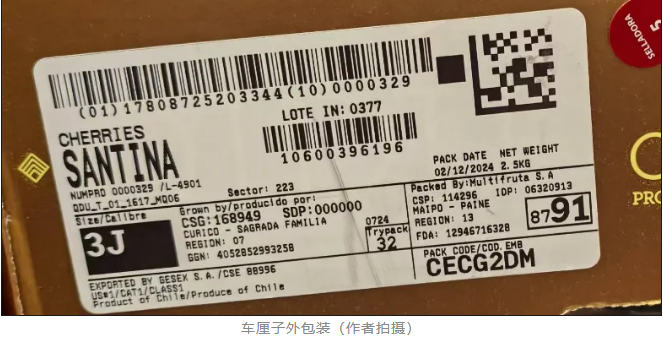 SELLADORA
5
(01)17808725203344(10)0000329
LOTE IN: 0377
10600396196
CHERRIES
SANTINA
NUMPRO 0000329 /L-4901
QDU_T_01_1617_MQ06
Sector: 223
PACK DATE NET WEIGHT
02/12/2024 2.5KG
Size/Calibre
3J
Grown by/producido por:
CSG:168949 SDP:000000
CURICO - SAGRADA FAMILIA
REGION: 07
GGN: 4052852993258
0724
Trypack
32
Packed By:Multifruta S.A
CSP: 114296 IDP: 06320913
MAIPO - PAINE
REGION: 13
FDA: 12946716328
8791
PACK CODE/COD. EMB
CECG2DM
EXPORTED BY GESEX S.A./CSE 88996
US#1/CAT1/CLASS1
Product of Chile/Produce of Chile
PRO
车厘子外包装（作者拍摄）